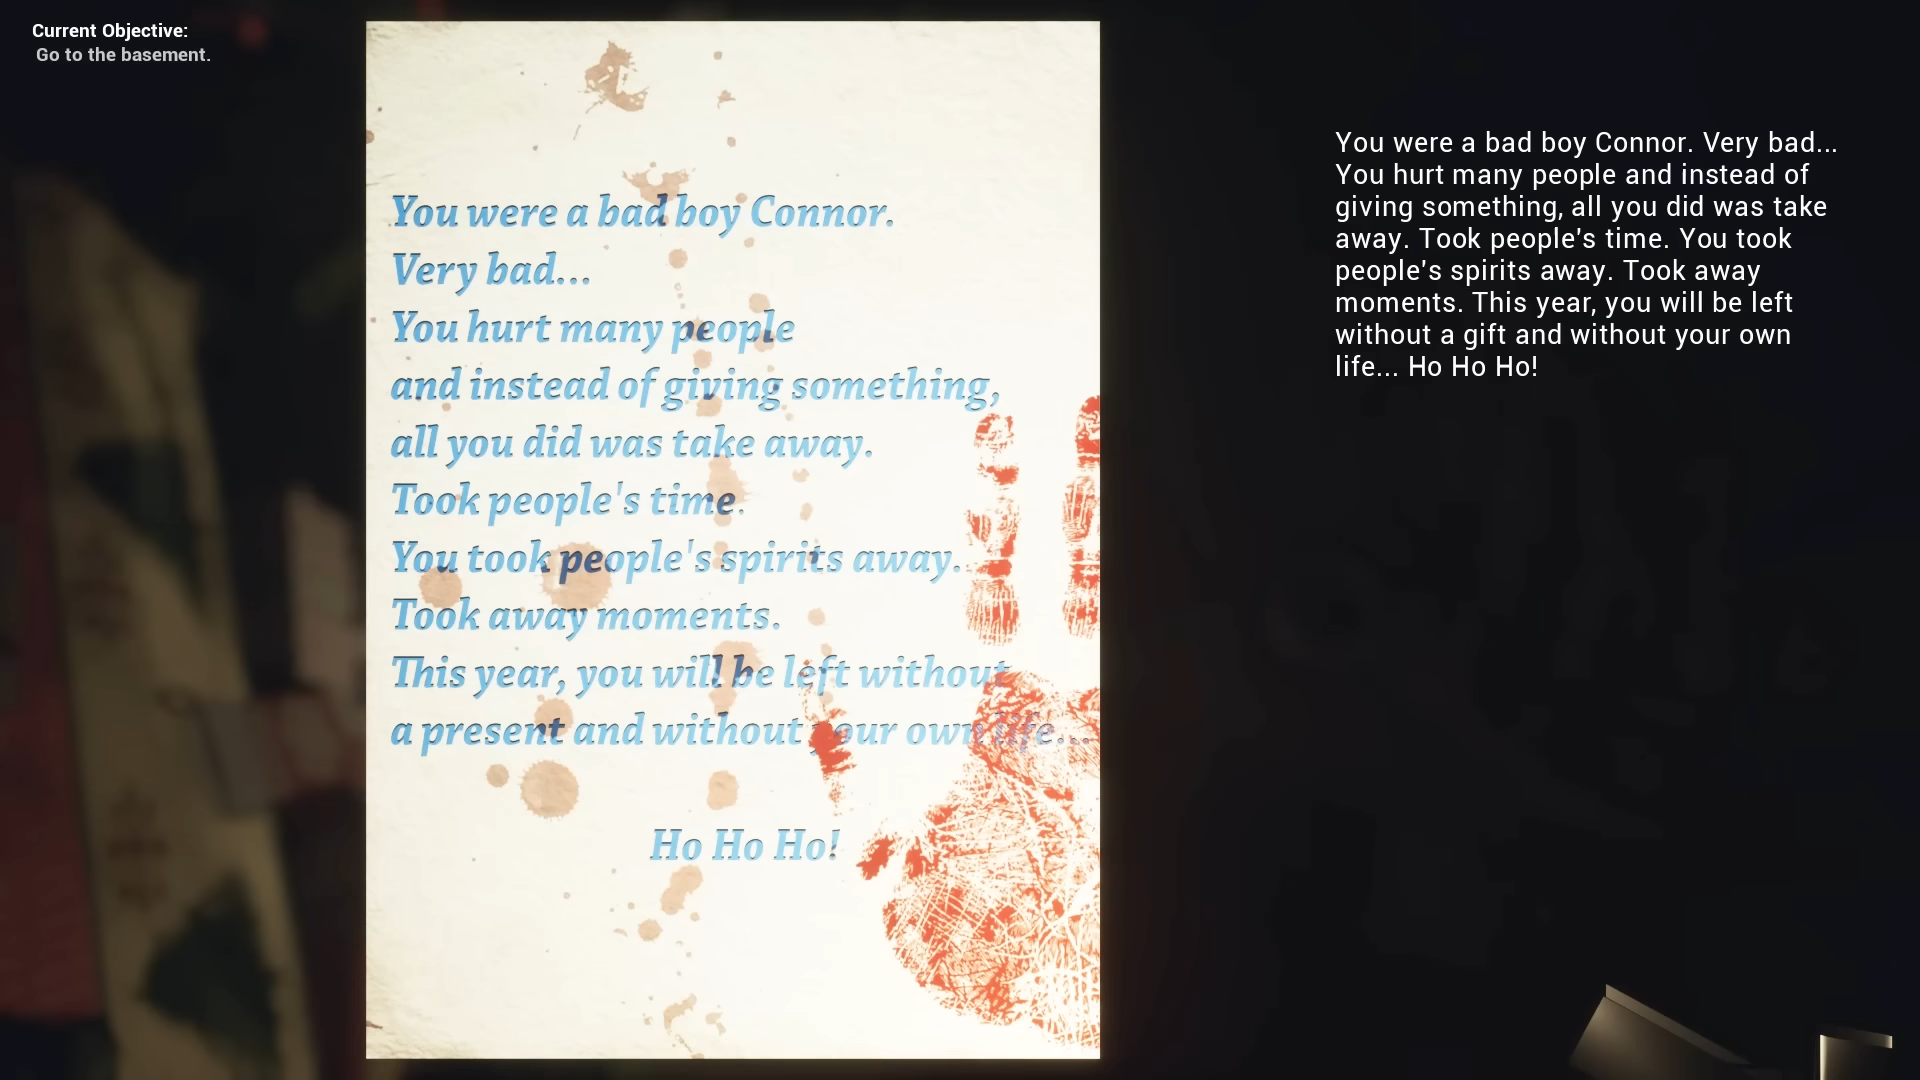 Current Objective:
Go to the basement.
You were a bad boy Connor.
Very bad...
You hurt many people
and instead of giving something,
all you did was take away.
Took people's time.
You took people's spirits away.
Took away moments.
This year, you will be left without
a present and without your own life...
Ho Ho Ho!
You were a bad boy Connor. Very bad...
You hurt many people and instead of
giving something, all you did was take
away. Took people's time. You took
people's spirits away. Took away
moments. This year, you will be left
without a gift and without your own
life... Ho Ho Ho!